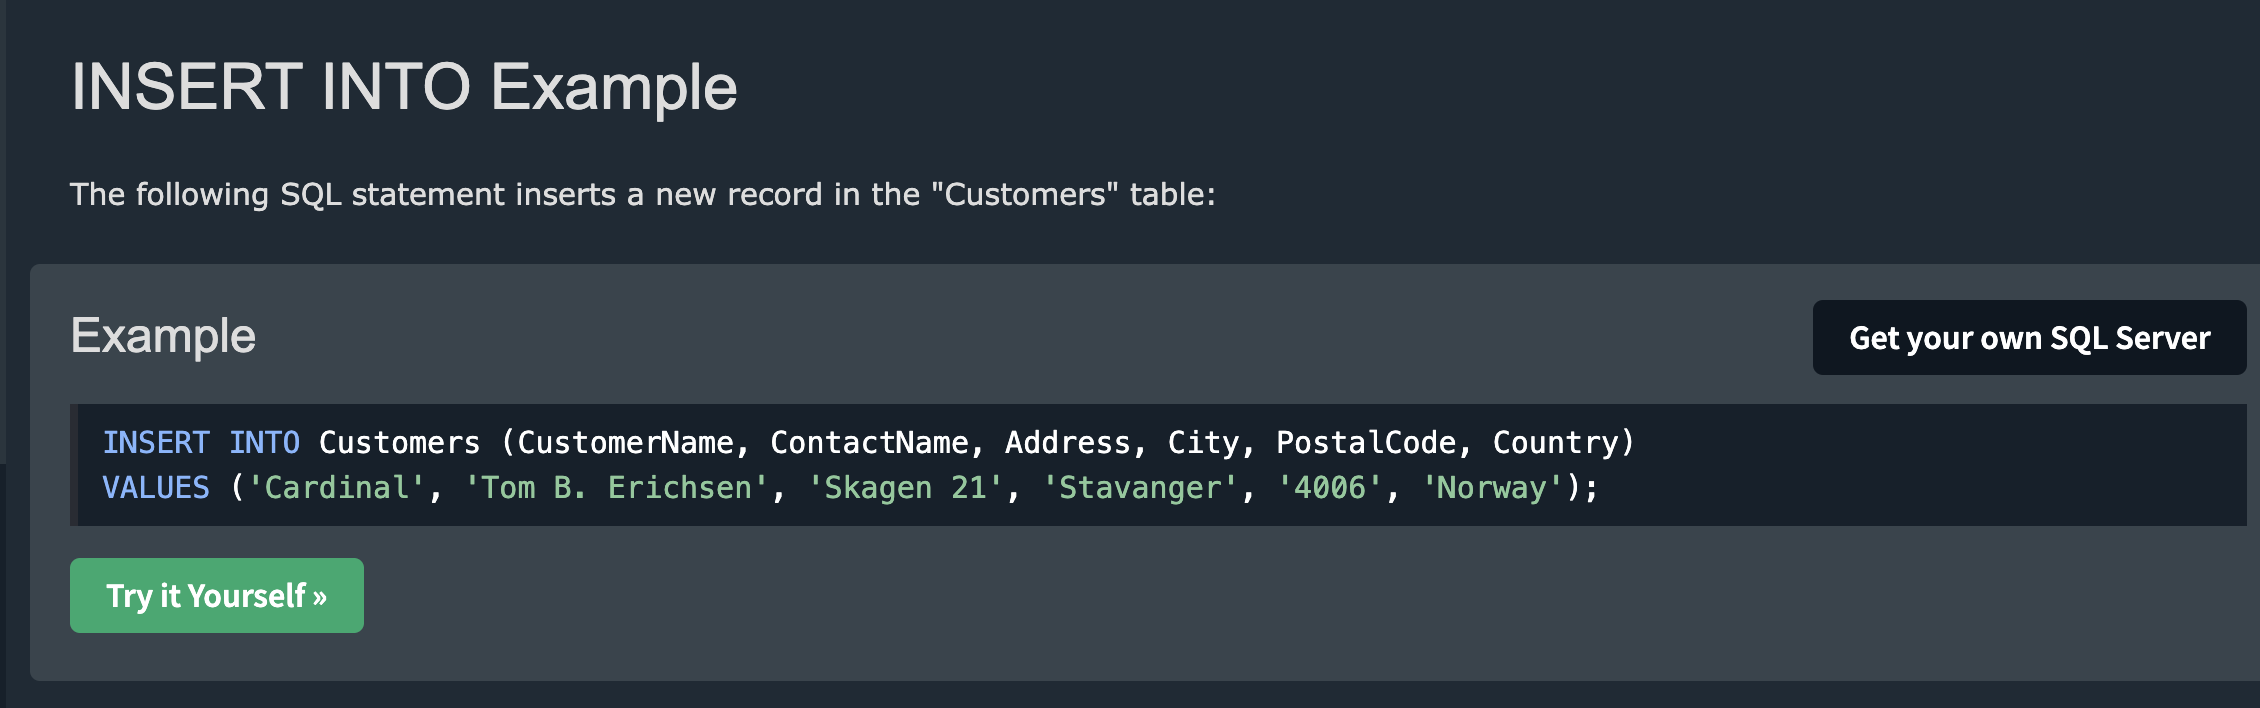 INSERT INTO Example
The following SQL statement inserts a new record in the "Customers" table:
Example
Get your own SQL Server
INSERT INTO Customers (CustomerName, ContactName, Address, City, PostalCode, Country)
VALUES ('Cardinal', 'Tom B. Erichsen', 'Skagen 21', 'Stavanger', '4006', 'Norway');
Try it Yourself »